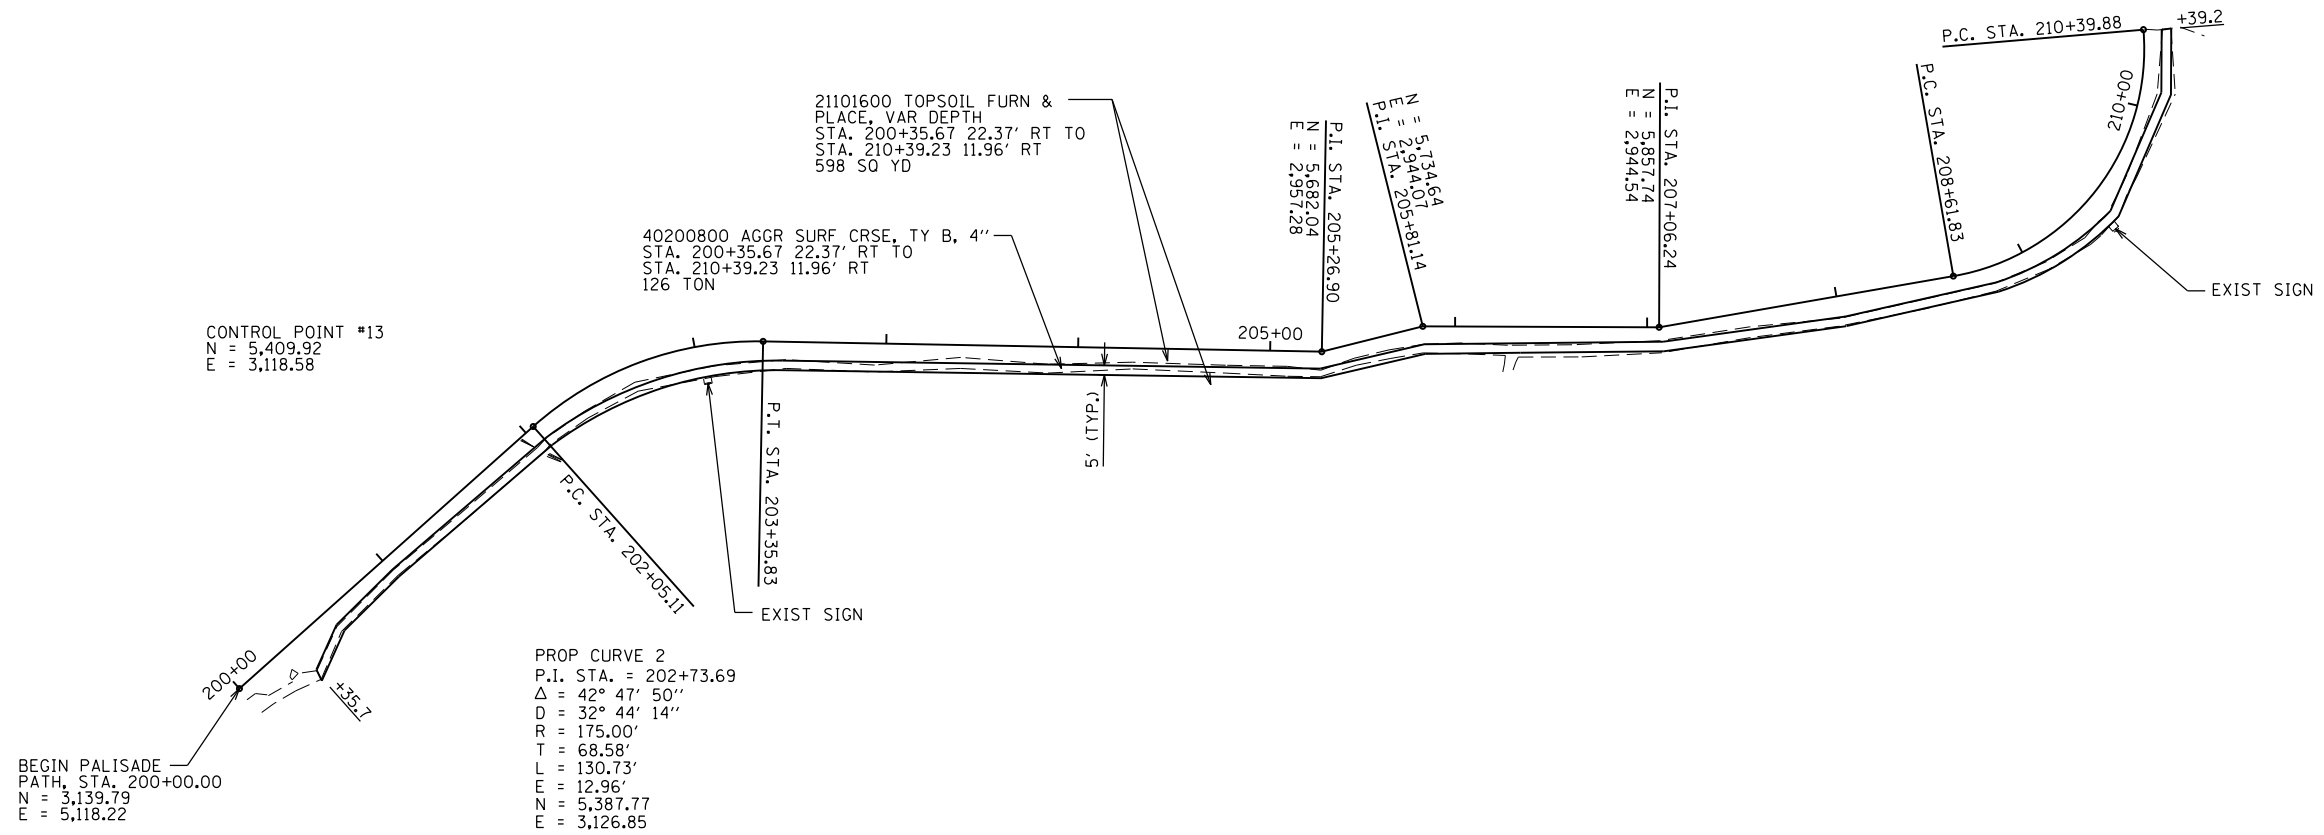 +39.2
P.C. STA. 210+39.88
210+00
P.C. STA. 208+61.83
21101600 TOPSOIL FURN &
PLACE, VAR DEPTH
STA. 200+35.67 22.37' RT TO
STA. 210+39.23 11.96' RT
598 SQ YD
P.I. STA. 205+26.90
N = 5,682.04
E = 2,957.28
N = 5,734.64
E = 2,944.07
P.I. STA. 205+81.14
P.I. STA. 207+06.24
N = 5,857.74
E = 2,944.54
40200800 AGGR SURF CRSE, TY B, 4''
STA. 200+35.67 22.37' RT TO
STA. 210+39.23 11.96' RT
126 TON
EXIST SIGN
CONTROL POINT #13
N = 5,409.92
E = 3,118.58
205+00
5' (TYP.)
P.T. STA. 203+35.83
P.C. STA. 202+05.11
EXIST SIGN
200+00
+35.7
PROP CURVE 2
P.I. STA. = 202+73.69
Δ = 42° 47' 50''
D = 32° 44' 14''
R = 175.00'
T = 68.58'
L = 130.73'
E = 12.96'
N = 5,387.77
E = 3,126.85
BEGIN PALISADE
PATH, STA. 200+00.00
N = 3,139.79
E = 5,118.22